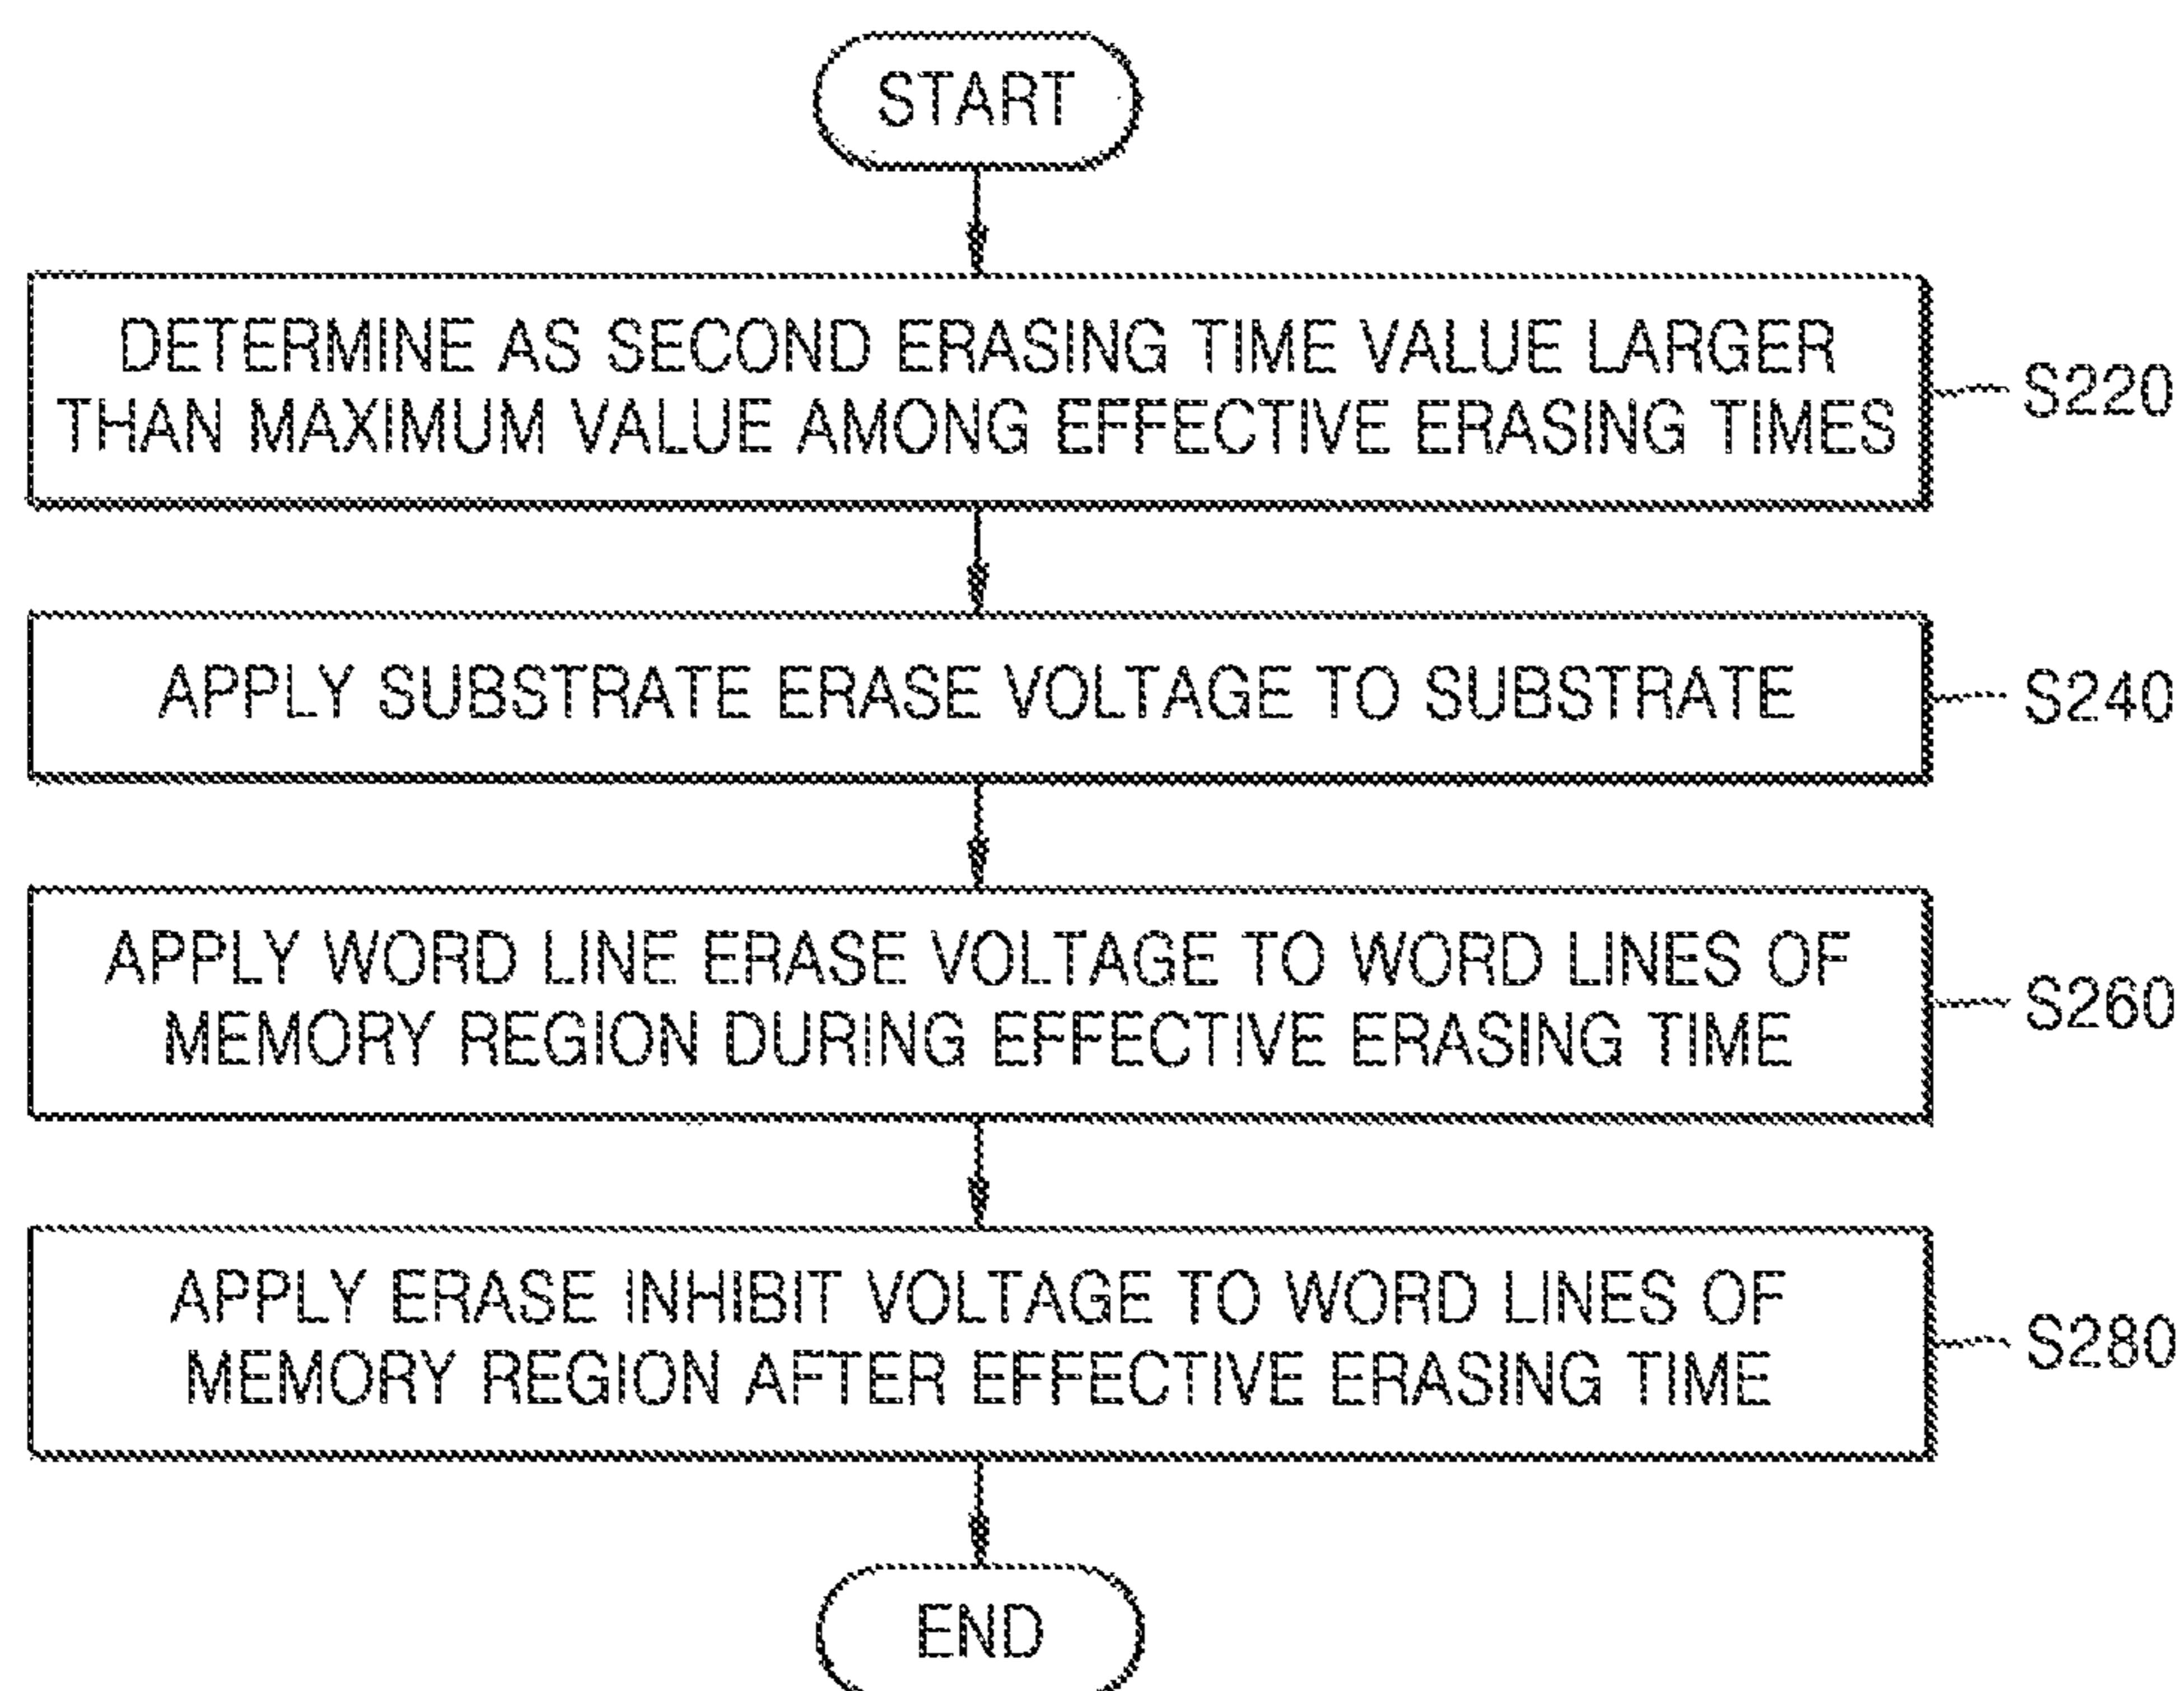 START
DETERMINE AS SECOND ERASING TIME VALUE LARGER
THAN MAXIMUM VALUE AMONG EFFECTIVE ERASING TIMES
S220
APPLY SUBSTRATE ERASE VOLTAGE TO SUBSTRATE
S240
APPLY WORD LINE ERASE VOLTAGE TO WORD LINES OF
MEMORY REGION DURING EFFECTIVE ERASING TIME
S260
APPLY ERASE INHIBIT VOLTAGE TO WORD LINES OF
MEMORY REGION AFTER EFFECTIVE ERASING TIME
S280
END